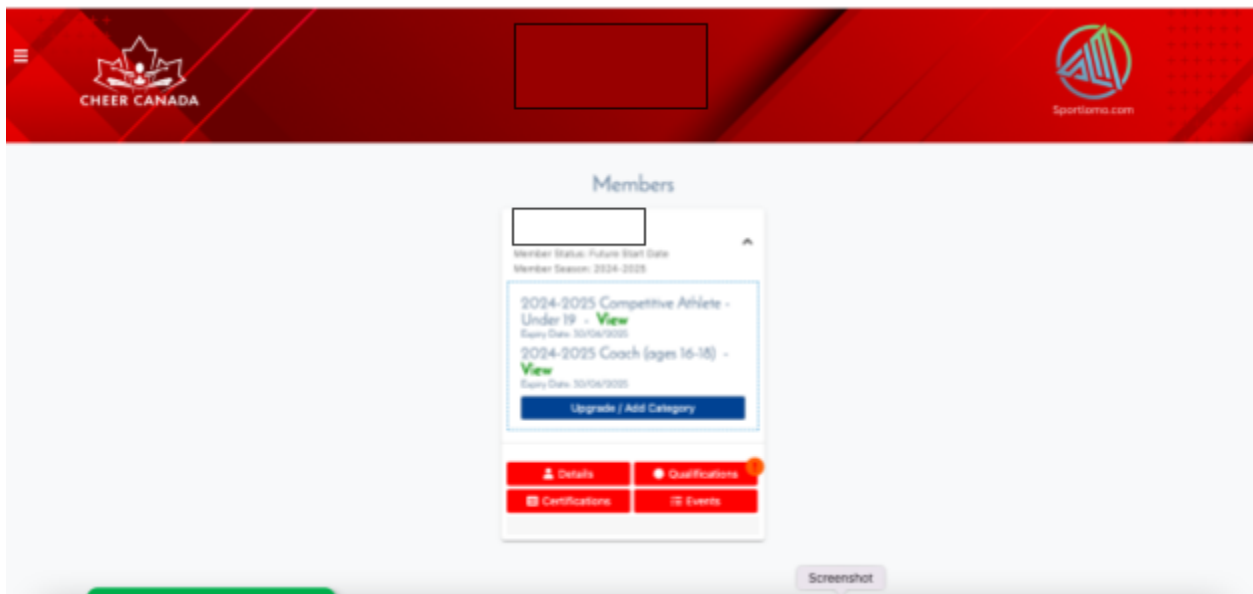 CHEER CANADA
Sportlomo.com
Members
Member Status: Future Start Date
Member Season: 2024-2025
2024-2025 Competitive Athlete -
Under 19 - View
Expiry Date: 30/06/2025
2024-2025 Coach (ages 16-18) -
View
Expiry Date: 30/06/2025
Upgrade / Add Category
Details
Qualifications
Certifications
Events
Screenshot